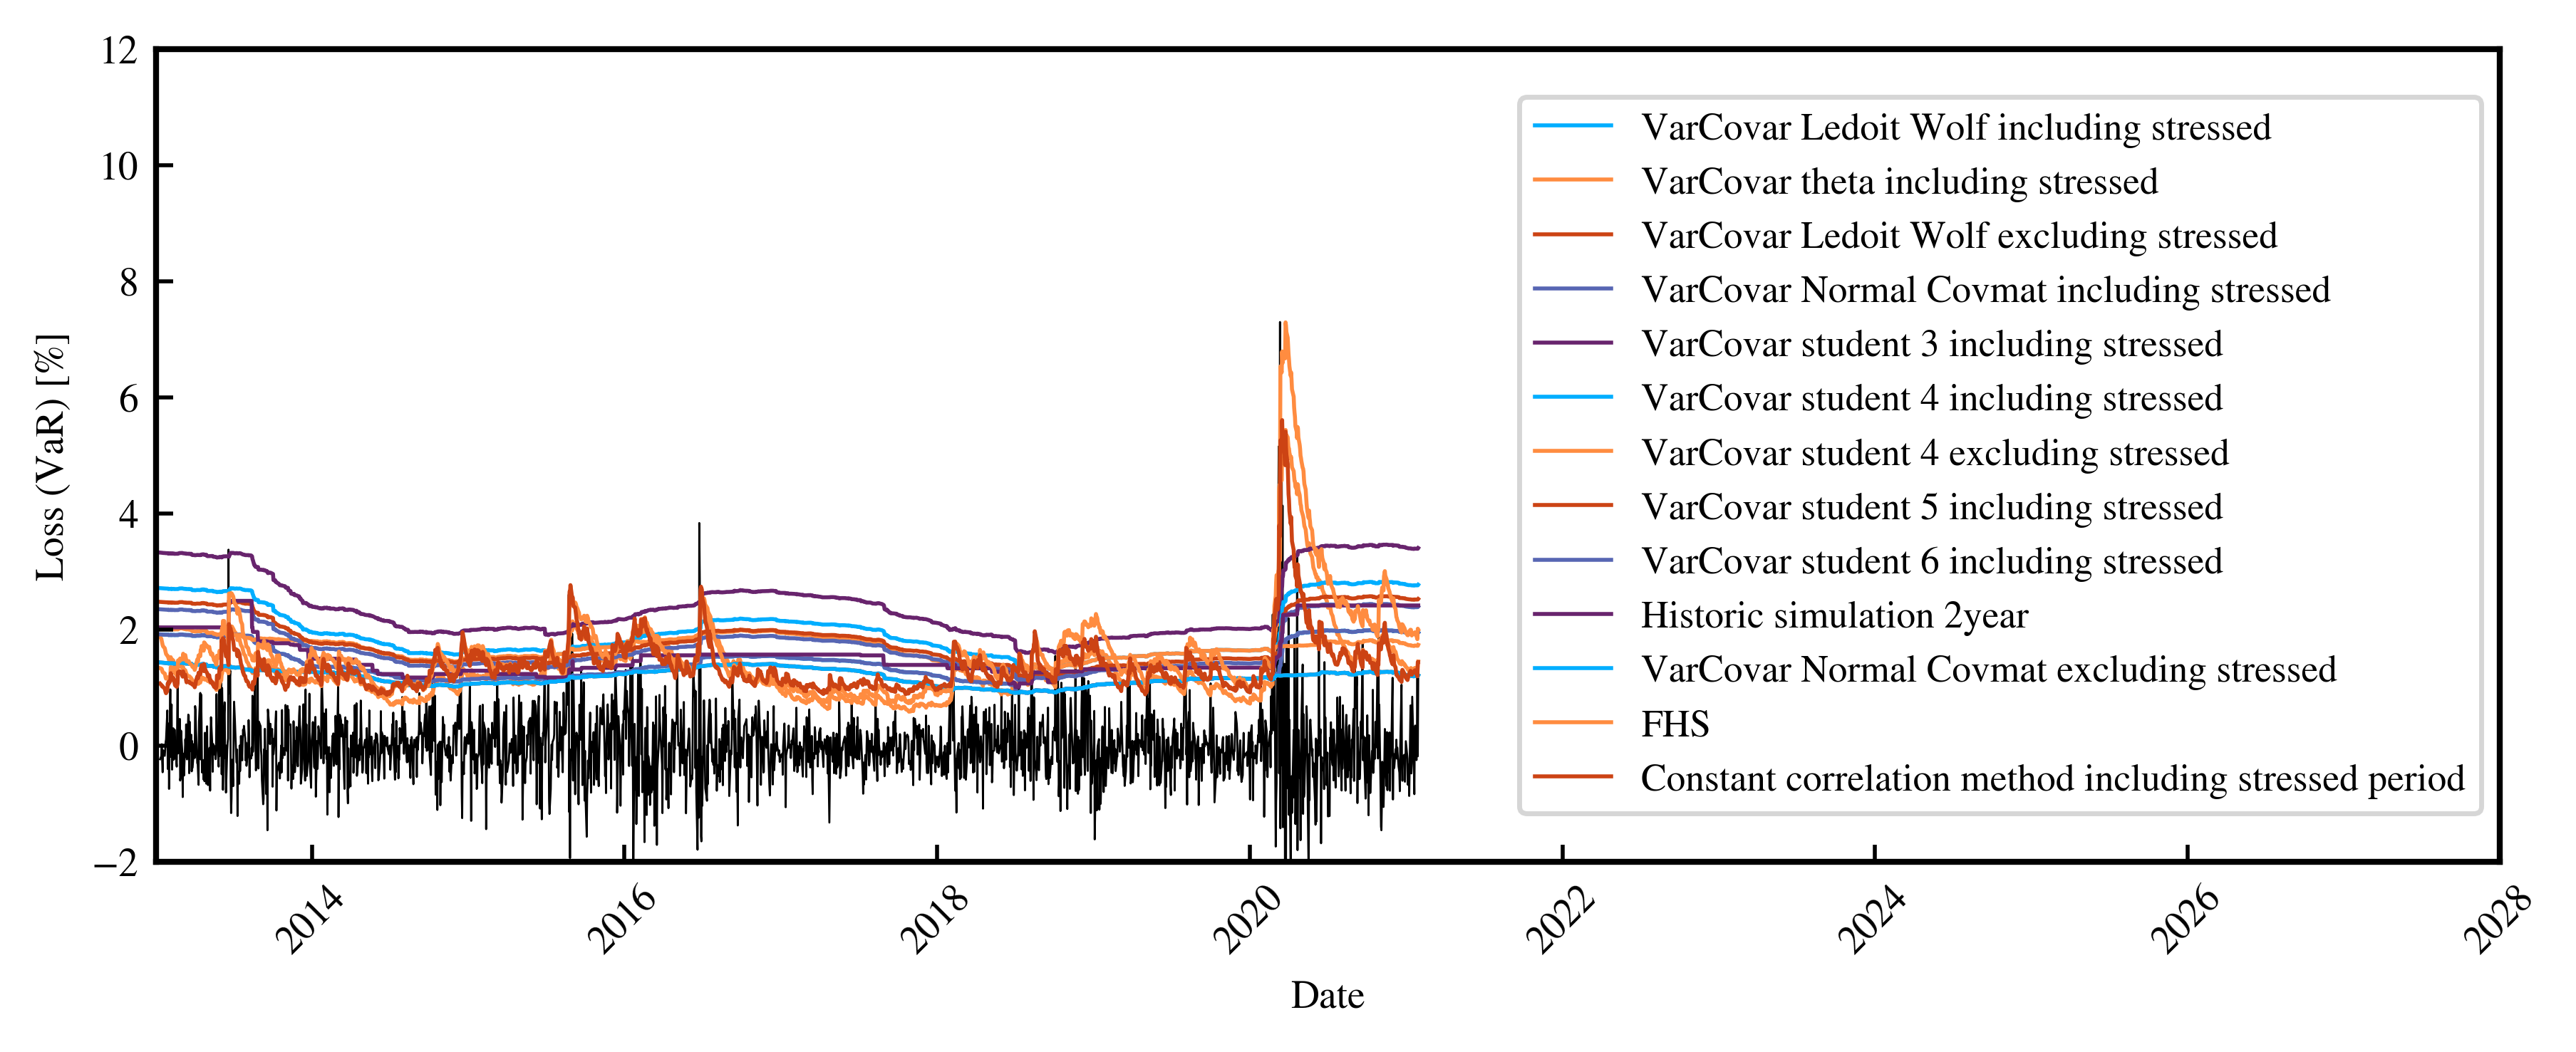 12
10
8
6
4
2
0
−2
Loss (VaR) [%]
VarCovar Ledoit Wolf including stressed
VarCovar theta including stressed
VarCovar Ledoit Wolf excluding stressed
VarCovar Normal Covmat including stressed
VarCovar student 3 including stressed
VarCovar student 4 including stressed
VarCovar student 4 excluding stressed
VarCovar student 5 including stressed
VarCovar student 6 including stressed
Historic simulation 2year
VarCovar Normal Covmat excluding stressed
FHS
Constant correlation method including stressed period
2014
2016
2018
2020
2022
2024
2026
2028
Date